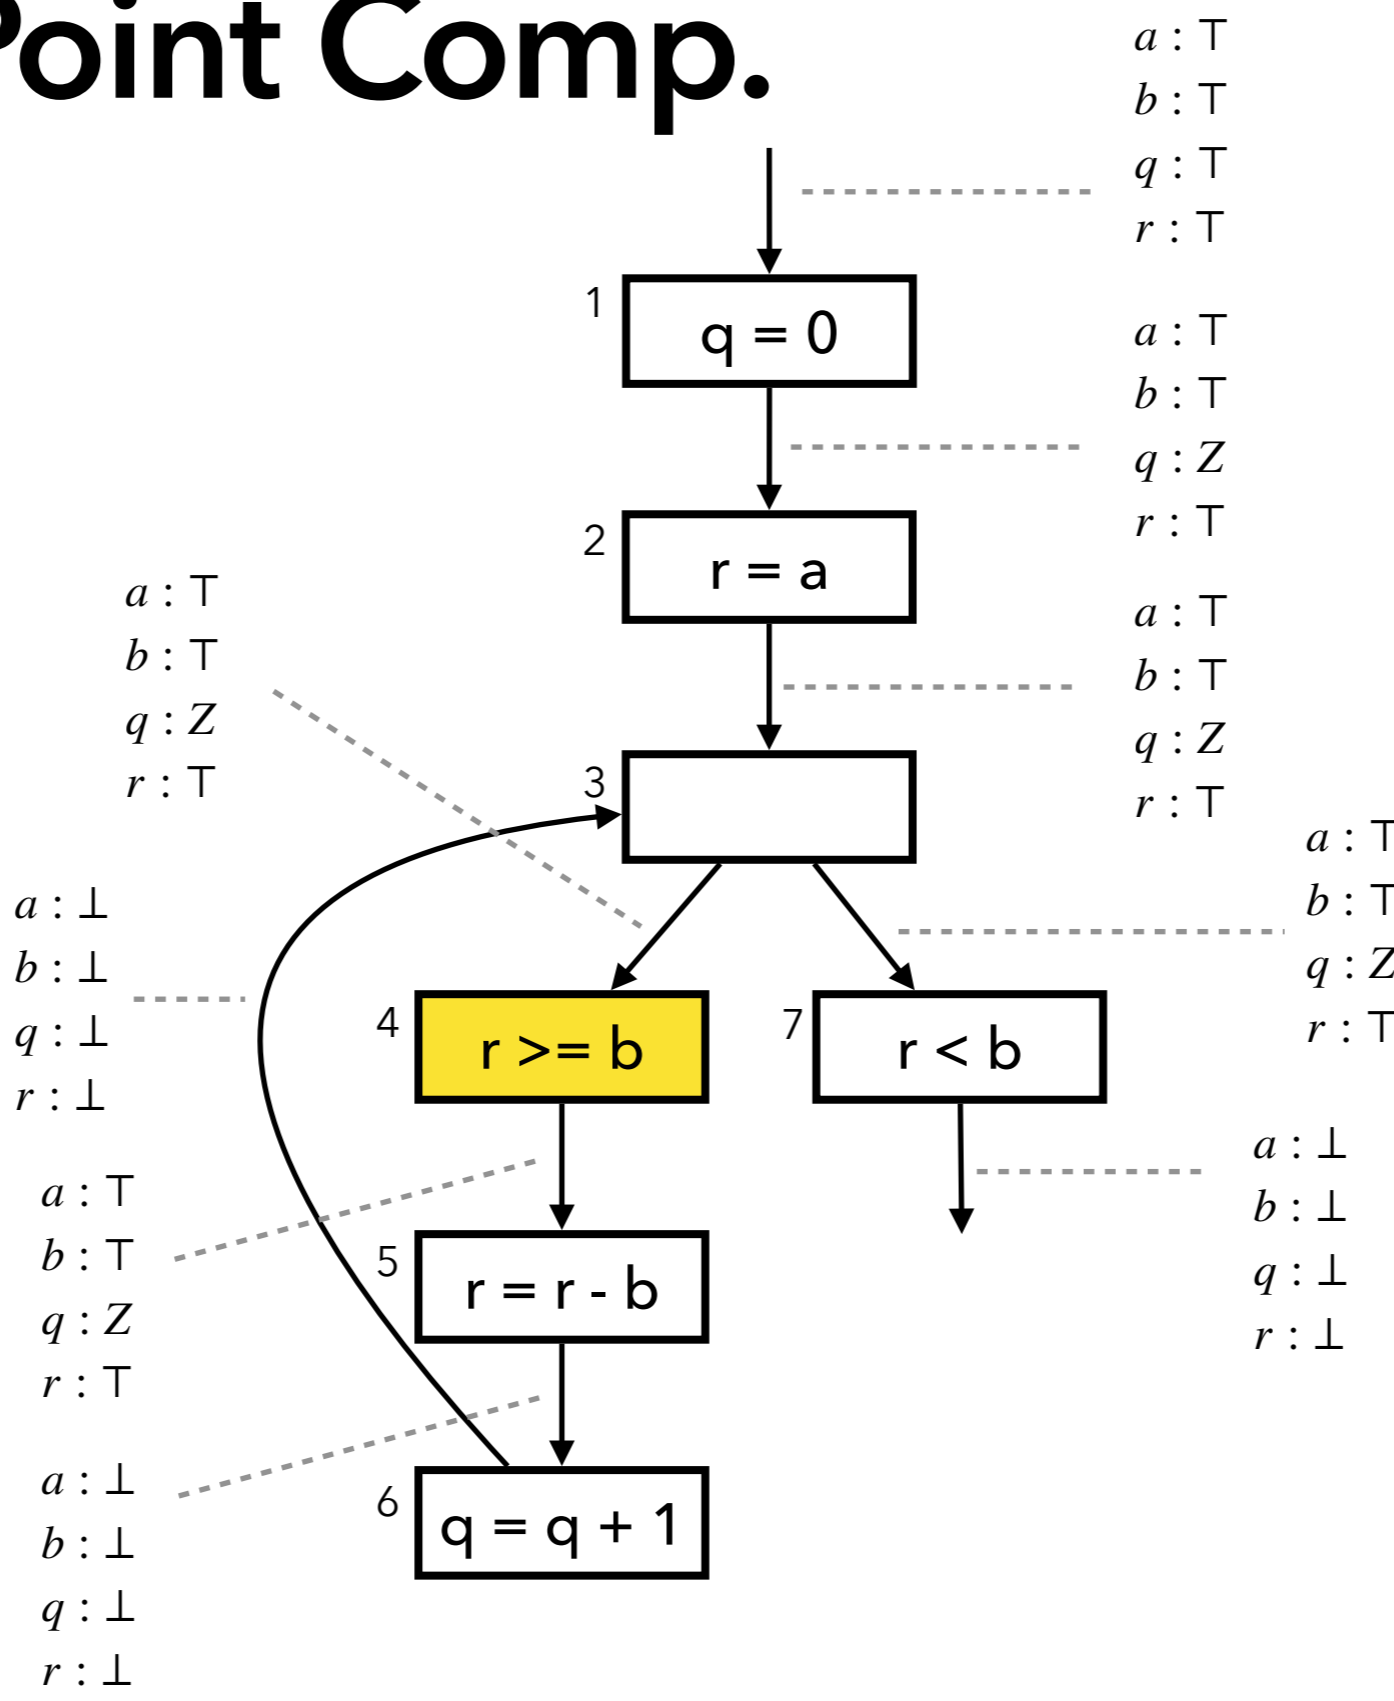 Point Comp.
a : ⊤
b : ⊤
q : ⊤
r : ⊤
1
q = 0
a : ⊤
b : ⊤
q : Z
r : ⊤
2
r = a
a : ⊤
b : ⊤
q : Z
r : ⊤
a : ⊤
b : ⊤
q : Z
r : ⊤
3
a : ⊤
b : ⊤
q : Z
r : ⊤
a : ⊥
b : ⊥
q : ⊥
r : ⊥
4
r >= b
7
r < b
a : ⊤
b : ⊤
q : Z
r : ⊤
a : ⊥
b : ⊥
q : ⊥
r : ⊥
5
r = r - b
a : ⊥
b : ⊥
q : ⊥
r : ⊥
6
q = q + 1